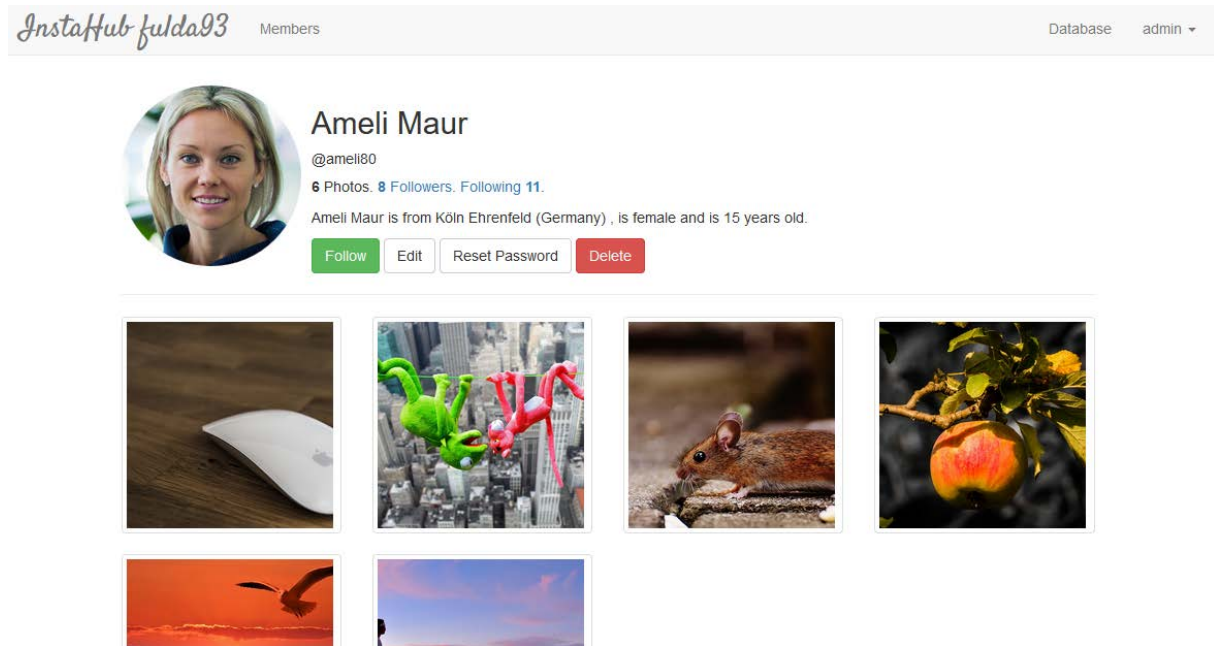 InstaHub fulda93 Members Database admin
Ameli Maur
@ameli80
6 Photos. 8 Followers. Following 11.
Ameli Maur is from Köln Ehrenfeld (Germany) , is female and is 15 years old.
Follow Edit Reset Password Delete